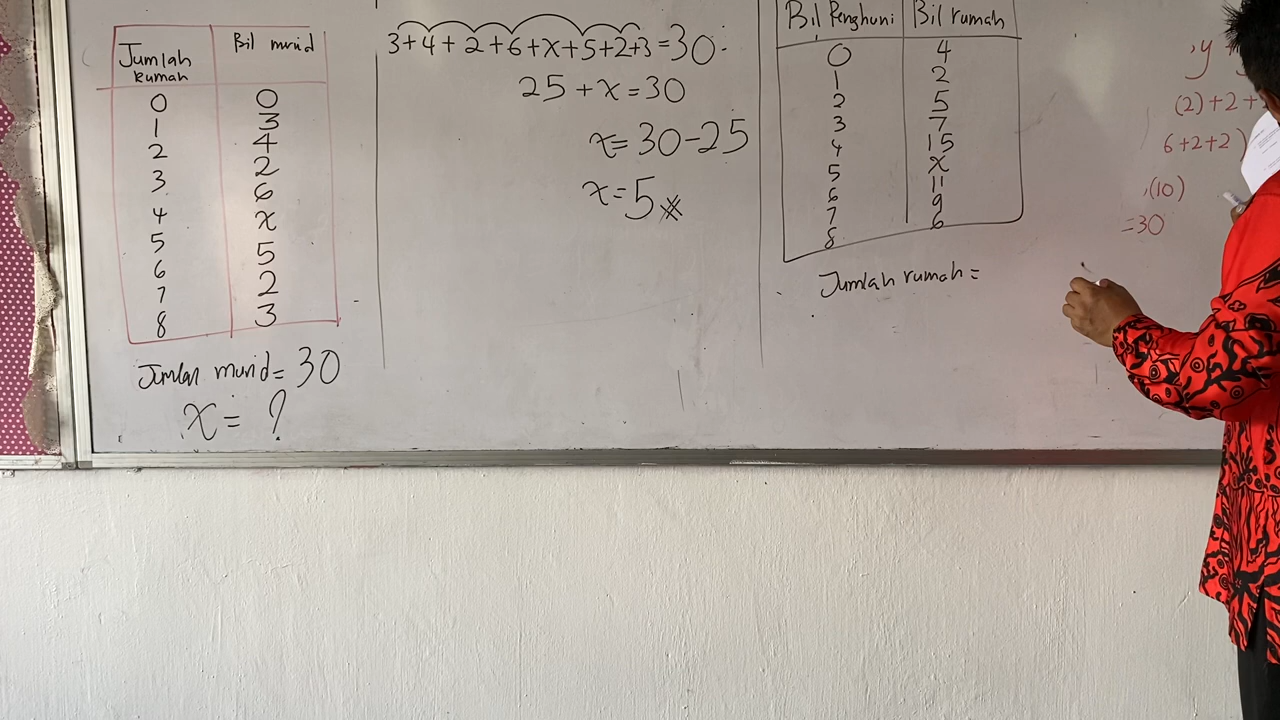 Jumlah rumah Bil murid
0 0
1 3
2 4
3 2
4 6
5 x
6 5
7 2
8 3
Jumlah murid = 30
x = ?
3+4+2+6+x+5+2+3=30
25+x=30
x=30-25
x=5
Bil Penghuni Bil rumah
0 4
1 2
2 5
3 7
4 15
5 x
6 11
7 9
8 6
Jumlah rumah =
, y
(2)+2+
6+2+2)
,(10)
=30